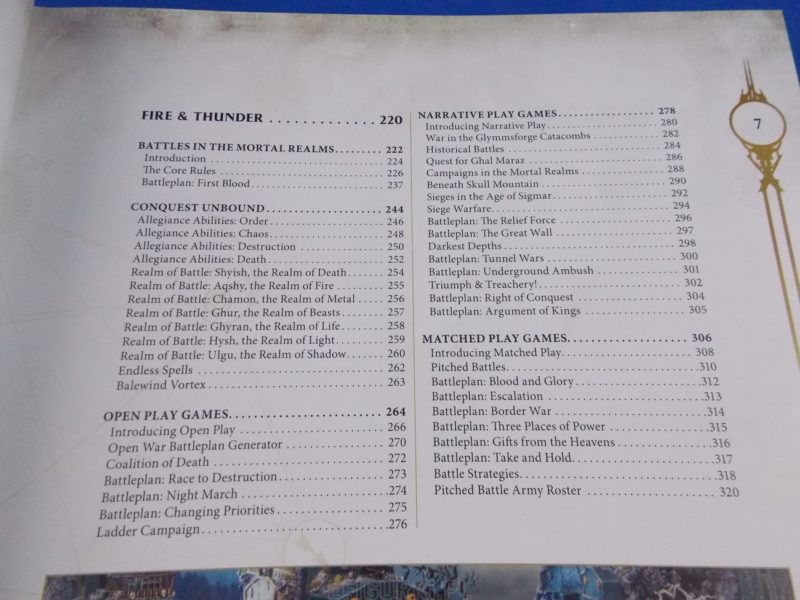 FIRE & THUNDER . . . . . . . . . . . . . 220
BATTLES IN THE MORTAL REALMS......... 222
Introduction ................ 224
The Core Rules ................ 226
Battleplan: First Blood................ 237
CONQUEST UNBOUND................ 244
Allegiance Abilities: Order................ 246
Allegiance Abilities: Chaos................ 248
Allegiance Abilities: Destruction ................ 250
Allegiance Abilities: Death................ 252
Realm of Battle: Shyish, the Realm of Death....... 254
Realm of Battle: Aqshy, the Realm of Fire ....... 255
Realm of Battle: Chamon, the Realm of Metal .... 256
Realm of Battle: Ghur, the Realm of Beasts....... 257
Realm of Battle: Ghyran, the Realm of Life........ 258
Realm of Battle: Hysh, the Realm of Light......... 259
Realm of Battle: Ulgu, the Realm of Shadow....... 260
Endless Spells ................ 262
Balewind Vortex ................ 263
OPEN PLAY GAMES................ 264
Introducing Open Play ................ 266
Open War Battleplan Generator ................ 270
Coalition of Death ................ 272
Battleplan: Race to Destruction................ 273
Battleplan: Night March ................ 274
Battleplan: Changing Priorities................ 275
Ladder Campaign................ 276
NARRATIVE PLAY GAMES................ 278
Introducing Narrative Play................ 280
War in the Glymmsforge Catacombs ............ 282
Historical Battles ................ 284
Quest for Ghal Maraz ................ 286
Campaigns in the Mortal Realms ................ 288
Beneath Skull Mountain ................ 290
Sieges in the Age of Sigmar................ 292
Siege Warfare................ 294
Battleplan: The Relief Force ................ 296
Battleplan: The Great Wall ................ 297
Darkest Depths ................ 298
Battleplan: Tunnel Wars ................ 300
Battleplan: Underground Ambush ................ 301
Triumph & Treachery!................ 302
Battleplan: Right of Conquest ................ 304
Battleplan: Argument of Kings ................ 305
MATCHED PLAY GAMES................ 306
Introducing Matched Play................ 308
Pitched Battles................ 310
Battleplan: Blood and Glory................ 312
Battleplan: Escalation ................ 313
Battleplan: Border War ................ 314
Battleplan: Three Places of Power ................ 315
Battleplan: Gifts from the Heavens ................ 316
Battleplan: Take and Hold................ 317
Battle Strategies................ 318
Pitched Battle Army Roster ................ 320
7